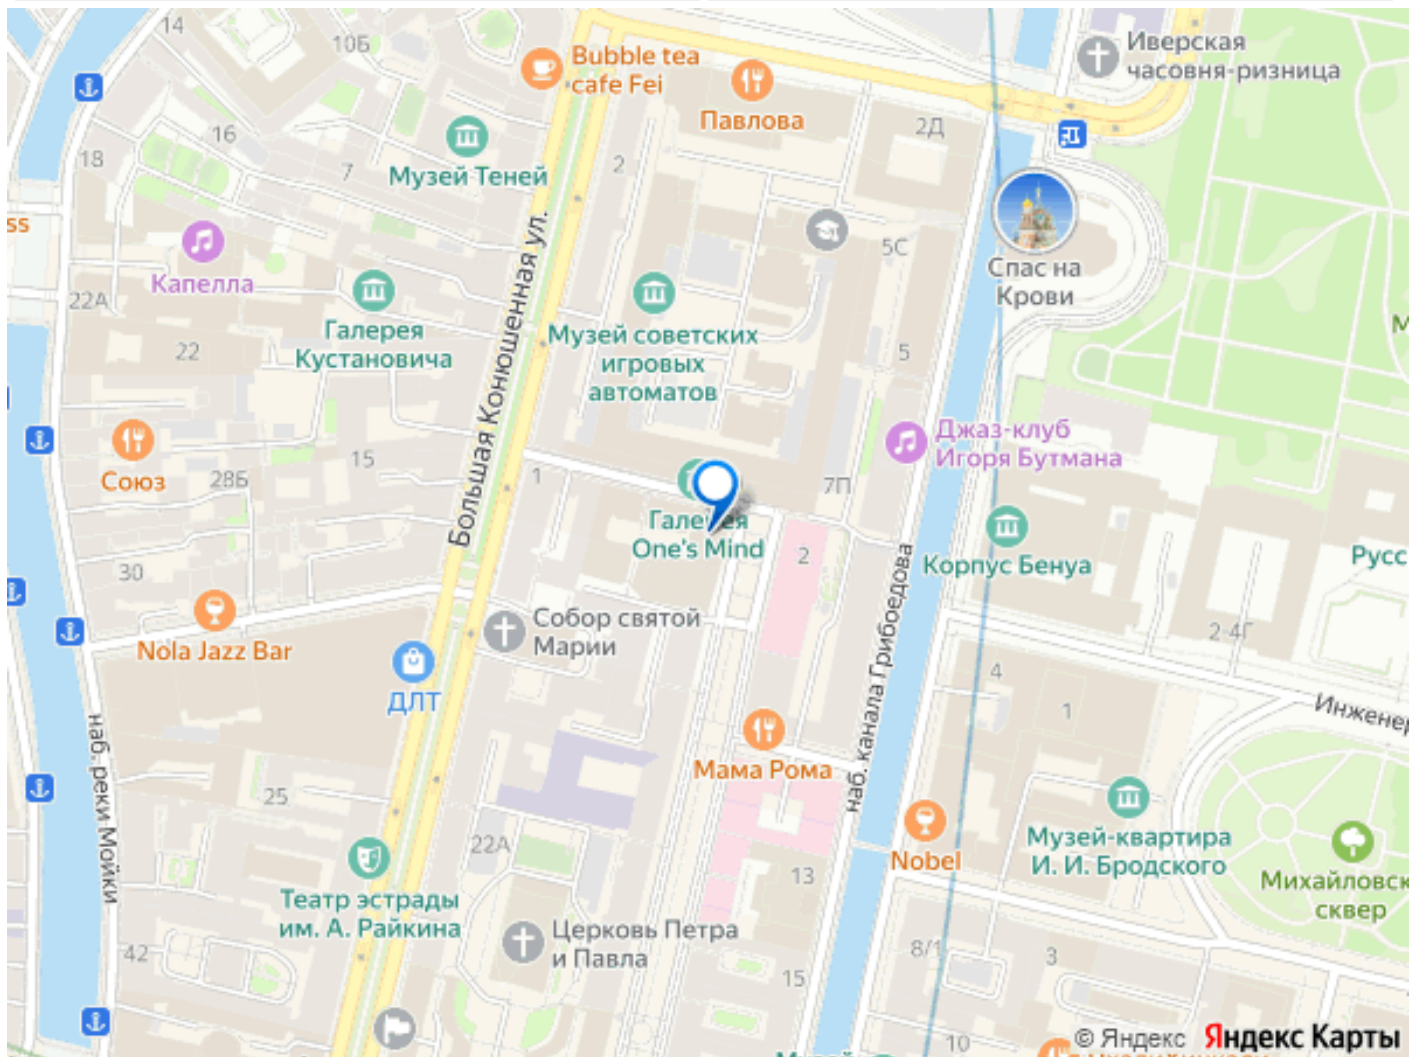 14
10Б
Bubble tea
cafe Fei
Павлова
Иверская
часовня-ризница
2Д
16
18
7
Музей Теней
2
ss
Капелла
5С
Спас на
Крови
22А
Галерея
Кустановича
22
Большая Конюшенная ул.
Музей советских
игровых
автоматов
5
Джаз-клуб
Игоря Бутмана
Союз
28Б
15
1
7П
Галерея
One's Mind
2
Корпус Бенуа
Русс
30
Nola Jazz Bar
Собор святой
Марии
ДЛТ
наб. канала Грибоедова
2-4Г
4
1
Инженер
наб. реки Мойки
Мама Рома
25
22А
Nobel
Музей-квартира
И. И. Бродского
Михайловск
сквер
13
Театр эстрады
им. А. Райкина
Церковь Петра
и Павла
42
15
8/1
3
10
© Яндекс Яндекс Карты